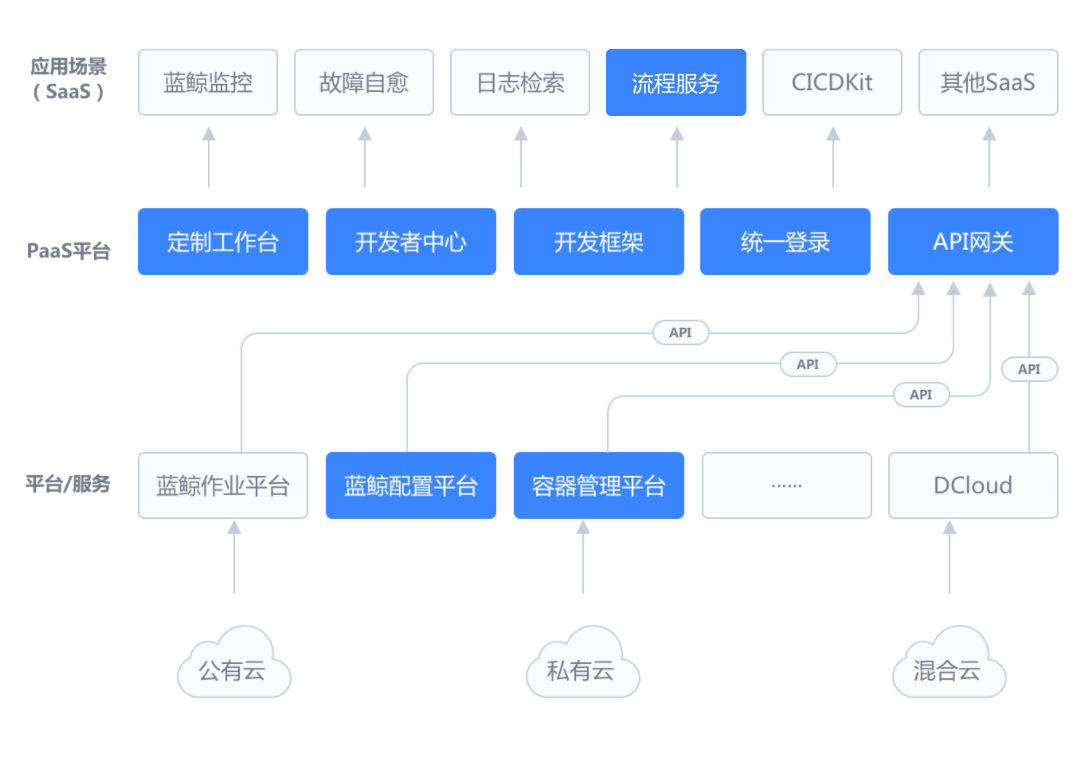 应用场景
（SaaS）
蓝鲸监控
故障自愈
日志检索
流程服务
CICDKit
其他SaaS
PaaS平台
定制工作台
开发者中心
开发框架
统一登录
API网关
API
API
API
API
平台/服务
蓝鲸作业平台
蓝鲸配置平台
容器管理平台
······
DCloud
公有云
私有云
混合云